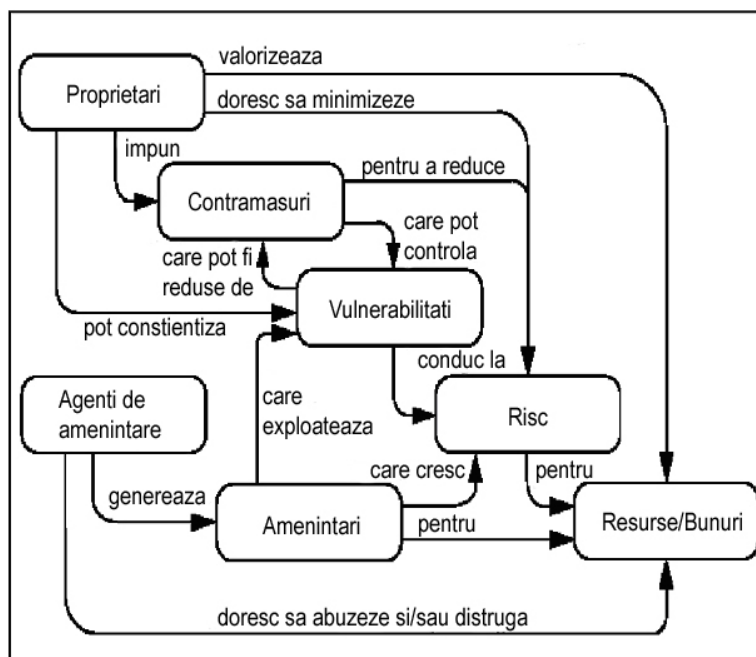 valorizeaza
Proprietari
doresc sa minimizeze
impun
pentru a reduce
Contramasuri
care pot
controla
care pot fi
reduse de
Vulnerabilitati
pot constientiza
conduc la
Agenti de
amenintare
care
exploateaza
Risc
care cresc
pentru
genereaza
Amenintari
pentru
Resurse/Bunuri
doresc sa abuzeze si/sau distruga